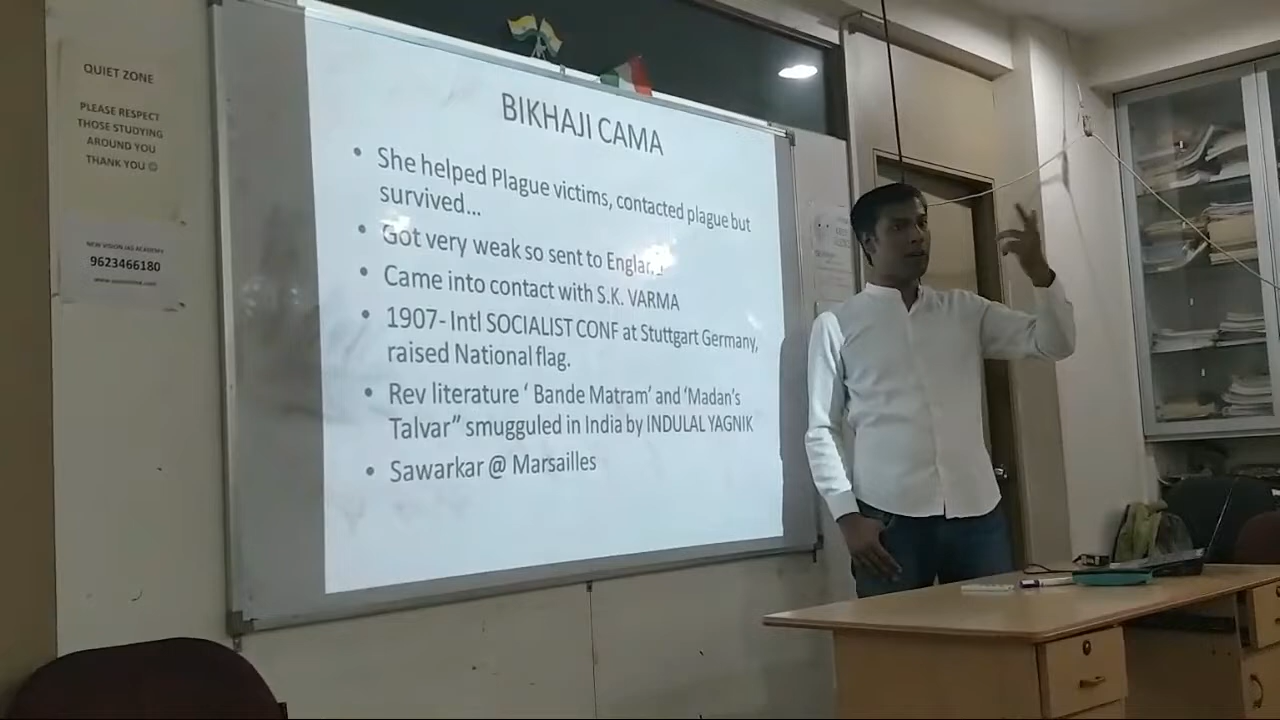 QUIET ZONE
PLEASE RESPECT
THOSE STUDYING
AROUND YOU
THANK YOU ☺
NEW VISION IAS ACADEMY
9623466180
BIKHAJI CAMA
• She helped Plague victims, contacted plague but
survived...
• Got very weak so sent to England
• Came into contact with S.K. VARMA
• 1907- Intl SOCIALIST CONF at Stuttgart Germany,
raised National flag.
• Rev literature ‘ Bande Matram’ and ‘Madan’s
Talvar” smugguled in India by INDULAL YAGNIK
• Sawarkar @ Marsailles